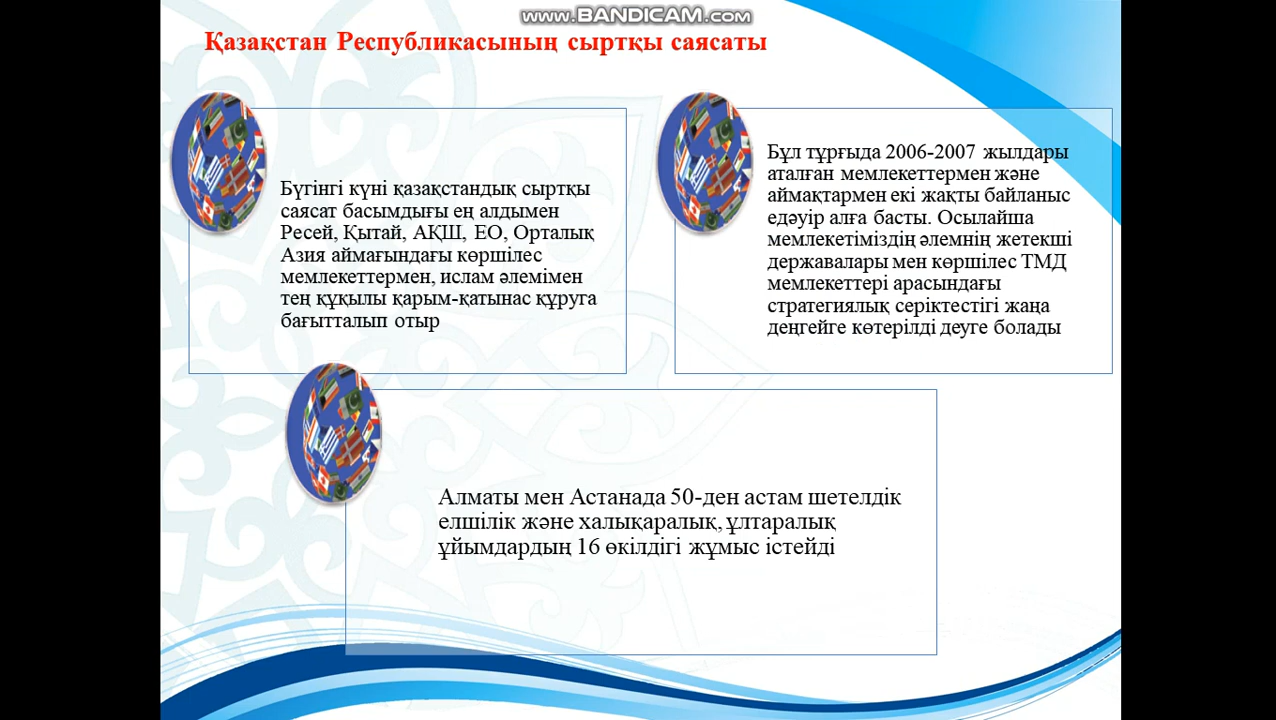 www.BANDICAM.com
Қазақстан Республикасының сыртқы саясаты
Бүгінгі күні қазақстандық сыртқы
саясат басымдығы ең алдымен
Ресей, Қытай, АҚШ, ЕО, Орталық
Азия аймағындағы көршілес
мемлекеттермен, ислам әлемімен
тең құқылы қарым-қатынас құруга
бағытталып отыр
Бұл тұрғыда 2006-2007 жылдары
аталған мемлекеттермен және
аймақтармен екі жақты байланыс
едәуір алға басты. Осылайша
мемлекетіміздің әлемнің жетекші
державалары мен көршілес ТМД
мемлекеттері арасындағы
стратегиялық серіктестігі жаңа
деңгейге көтерілді деуге болады
Алматы мен Астанада 50-ден астам шетелдік
елшілік және халықаралық, ұлтаралық
ұйымдардың 16 өкілдігі жұмыс істейді